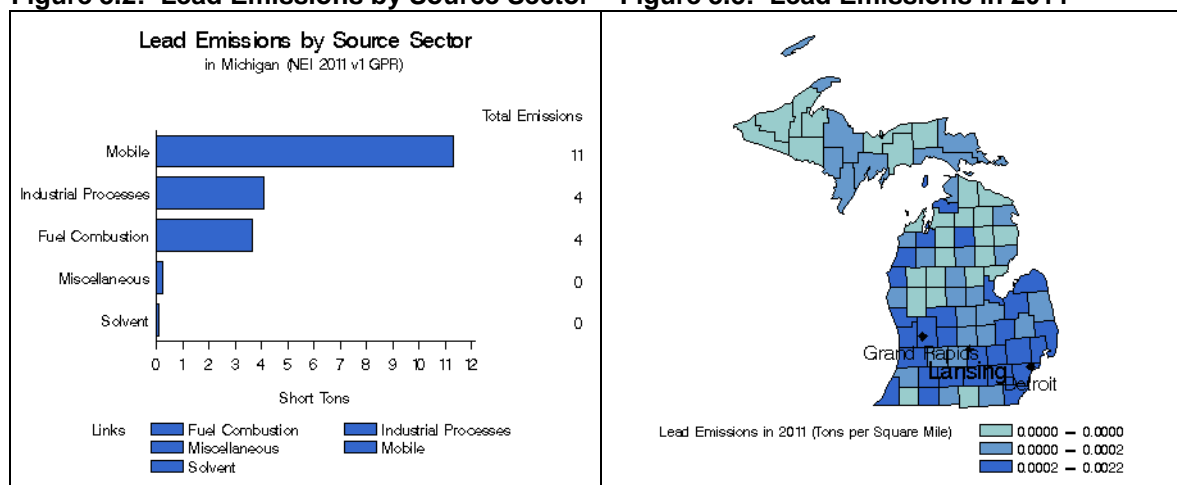 Lead Emissions by Source Sector
in Michigan (NEI 2011 v1 GPR)
Total Emissions
Mobile 11
Industrial Processes 4
Fuel Combustion 4
Miscellaneous 0
Solvent 0
0 1 2 3 4 5 6 7 8 9 10 11 12
Short Tons
Links Fuel Combustion Industrial Processes
Miscellaneous Mobile
Solvent
Grand Rapids
Lansing
Detroit
Lead Emissions in 2011 (Tons per Square Mile) 0.0000 – 0.0000
0.0000 – 0.0002
0.0002 – 0.0022